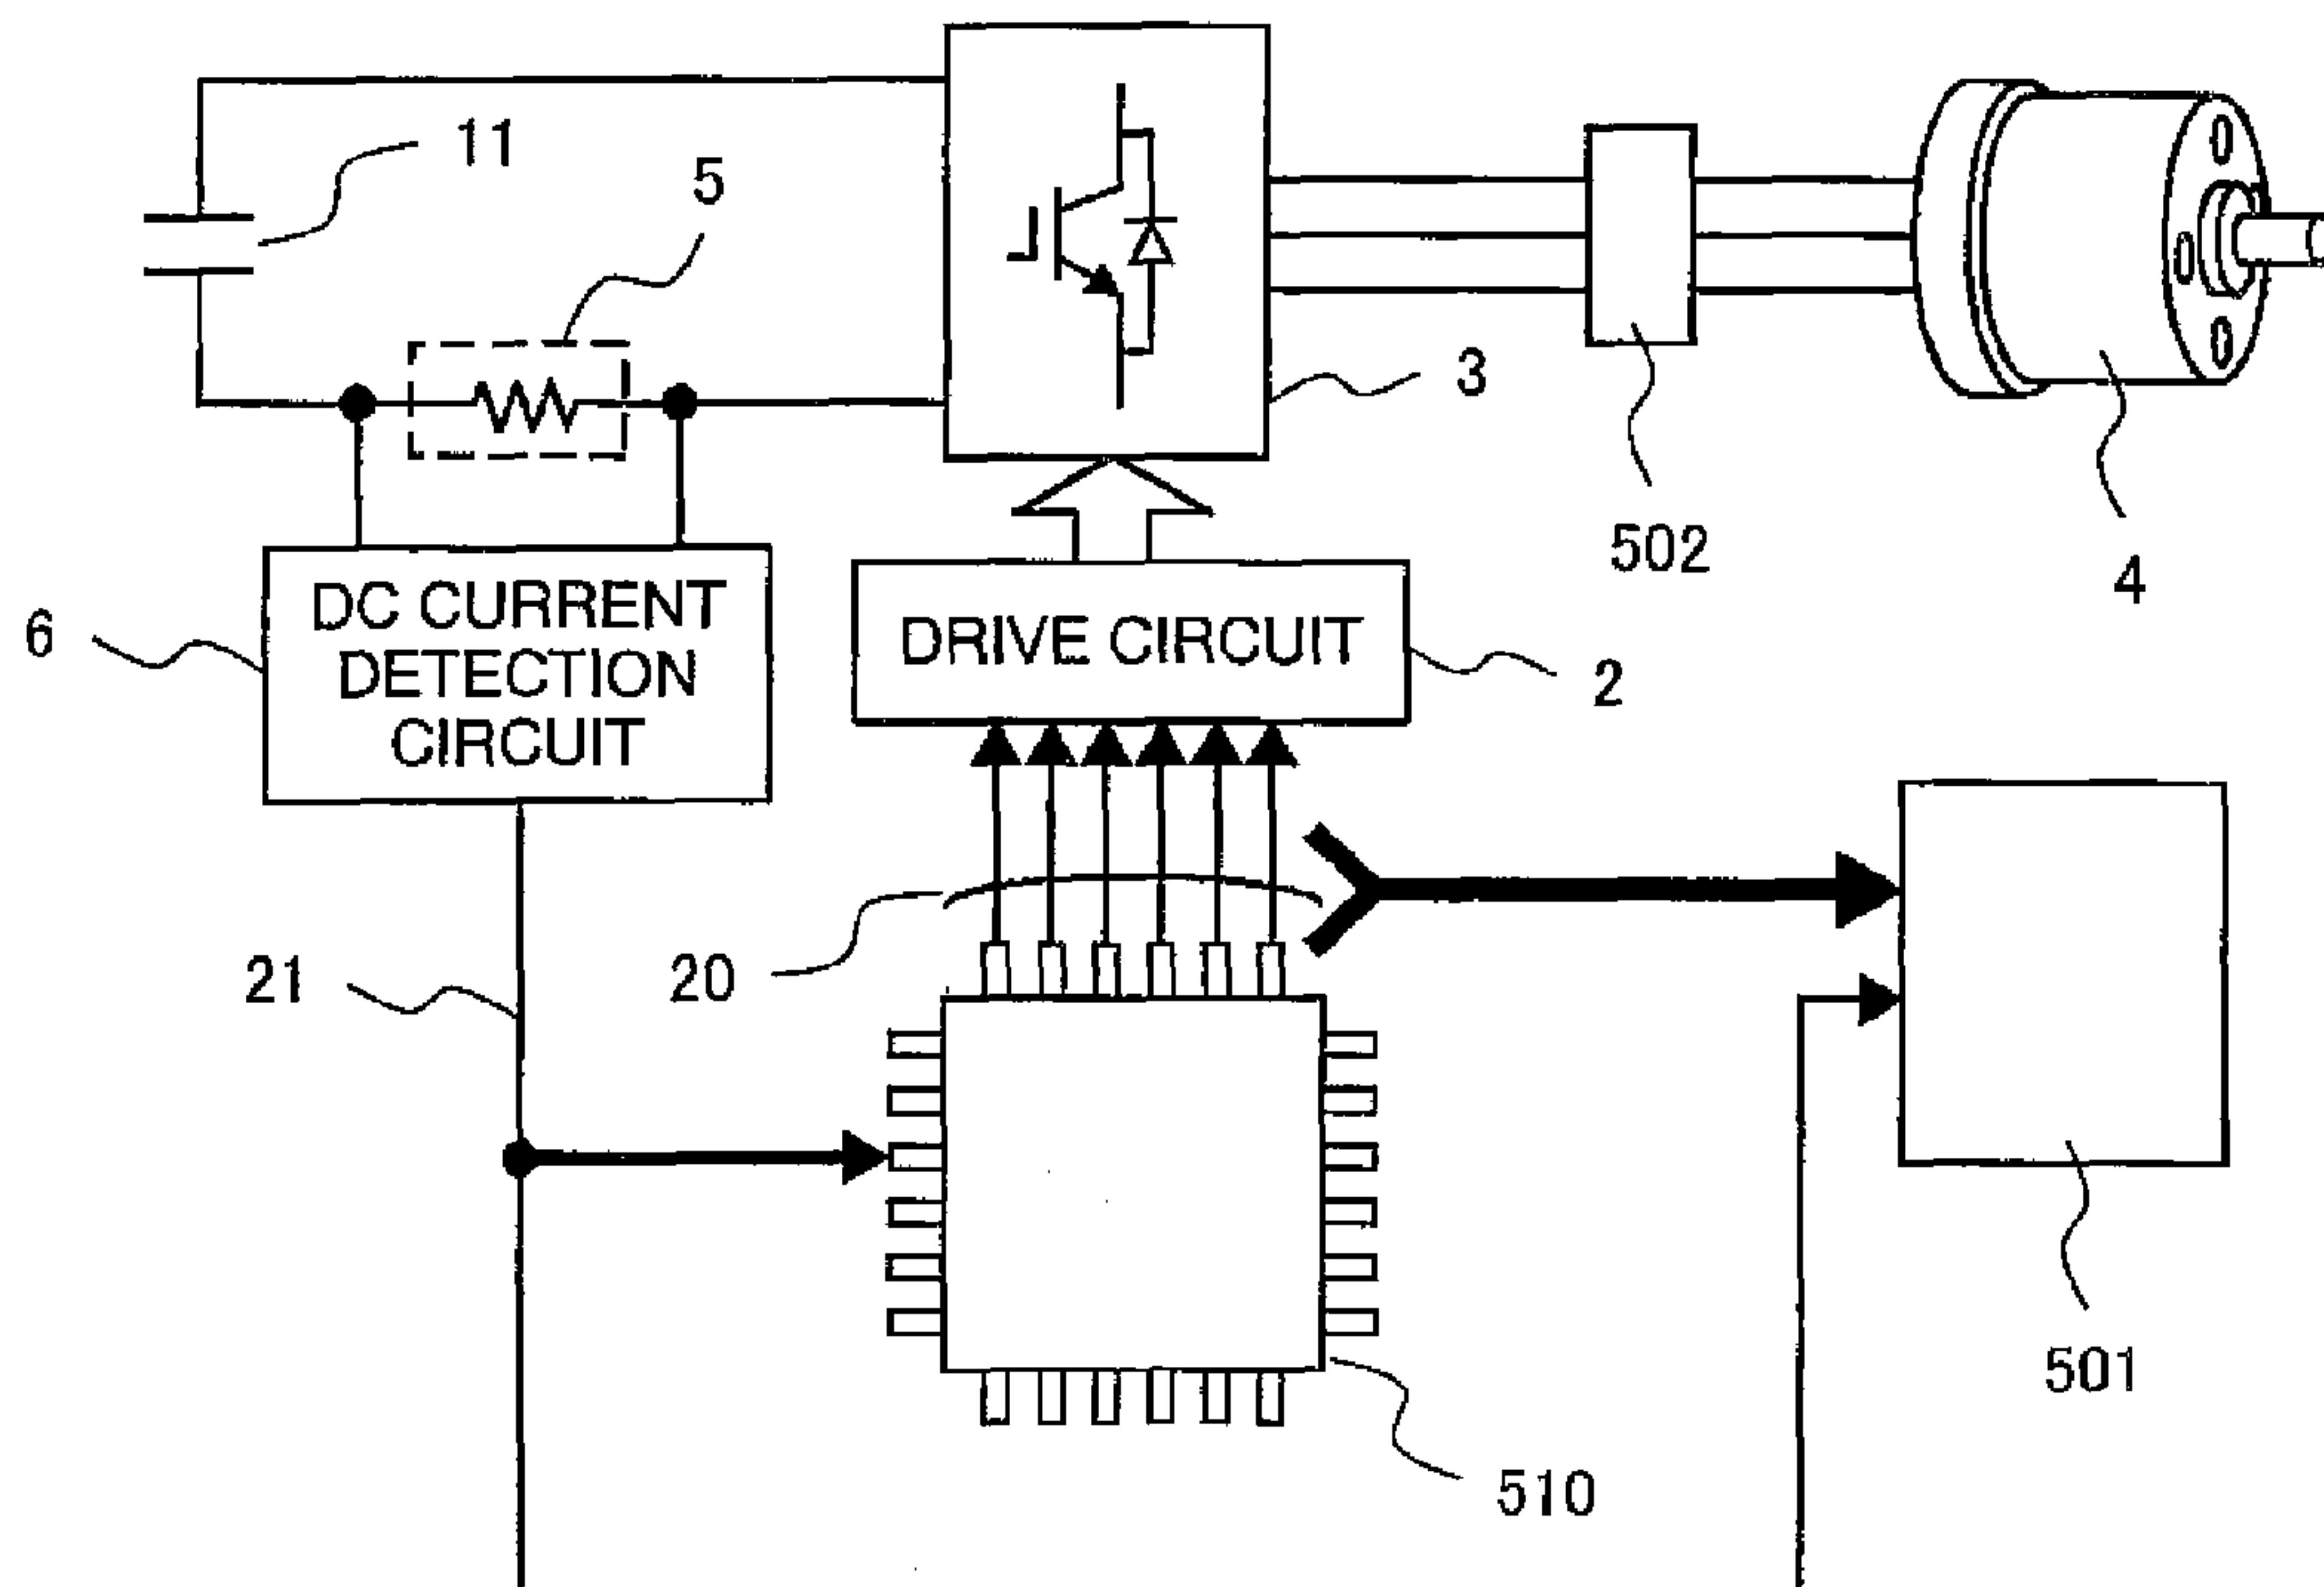 11
5
3
502
4
6
DC CURRENT
DETECTION
CIRCUIT
DRIVE CIRCUIT
2
21
20
501
510